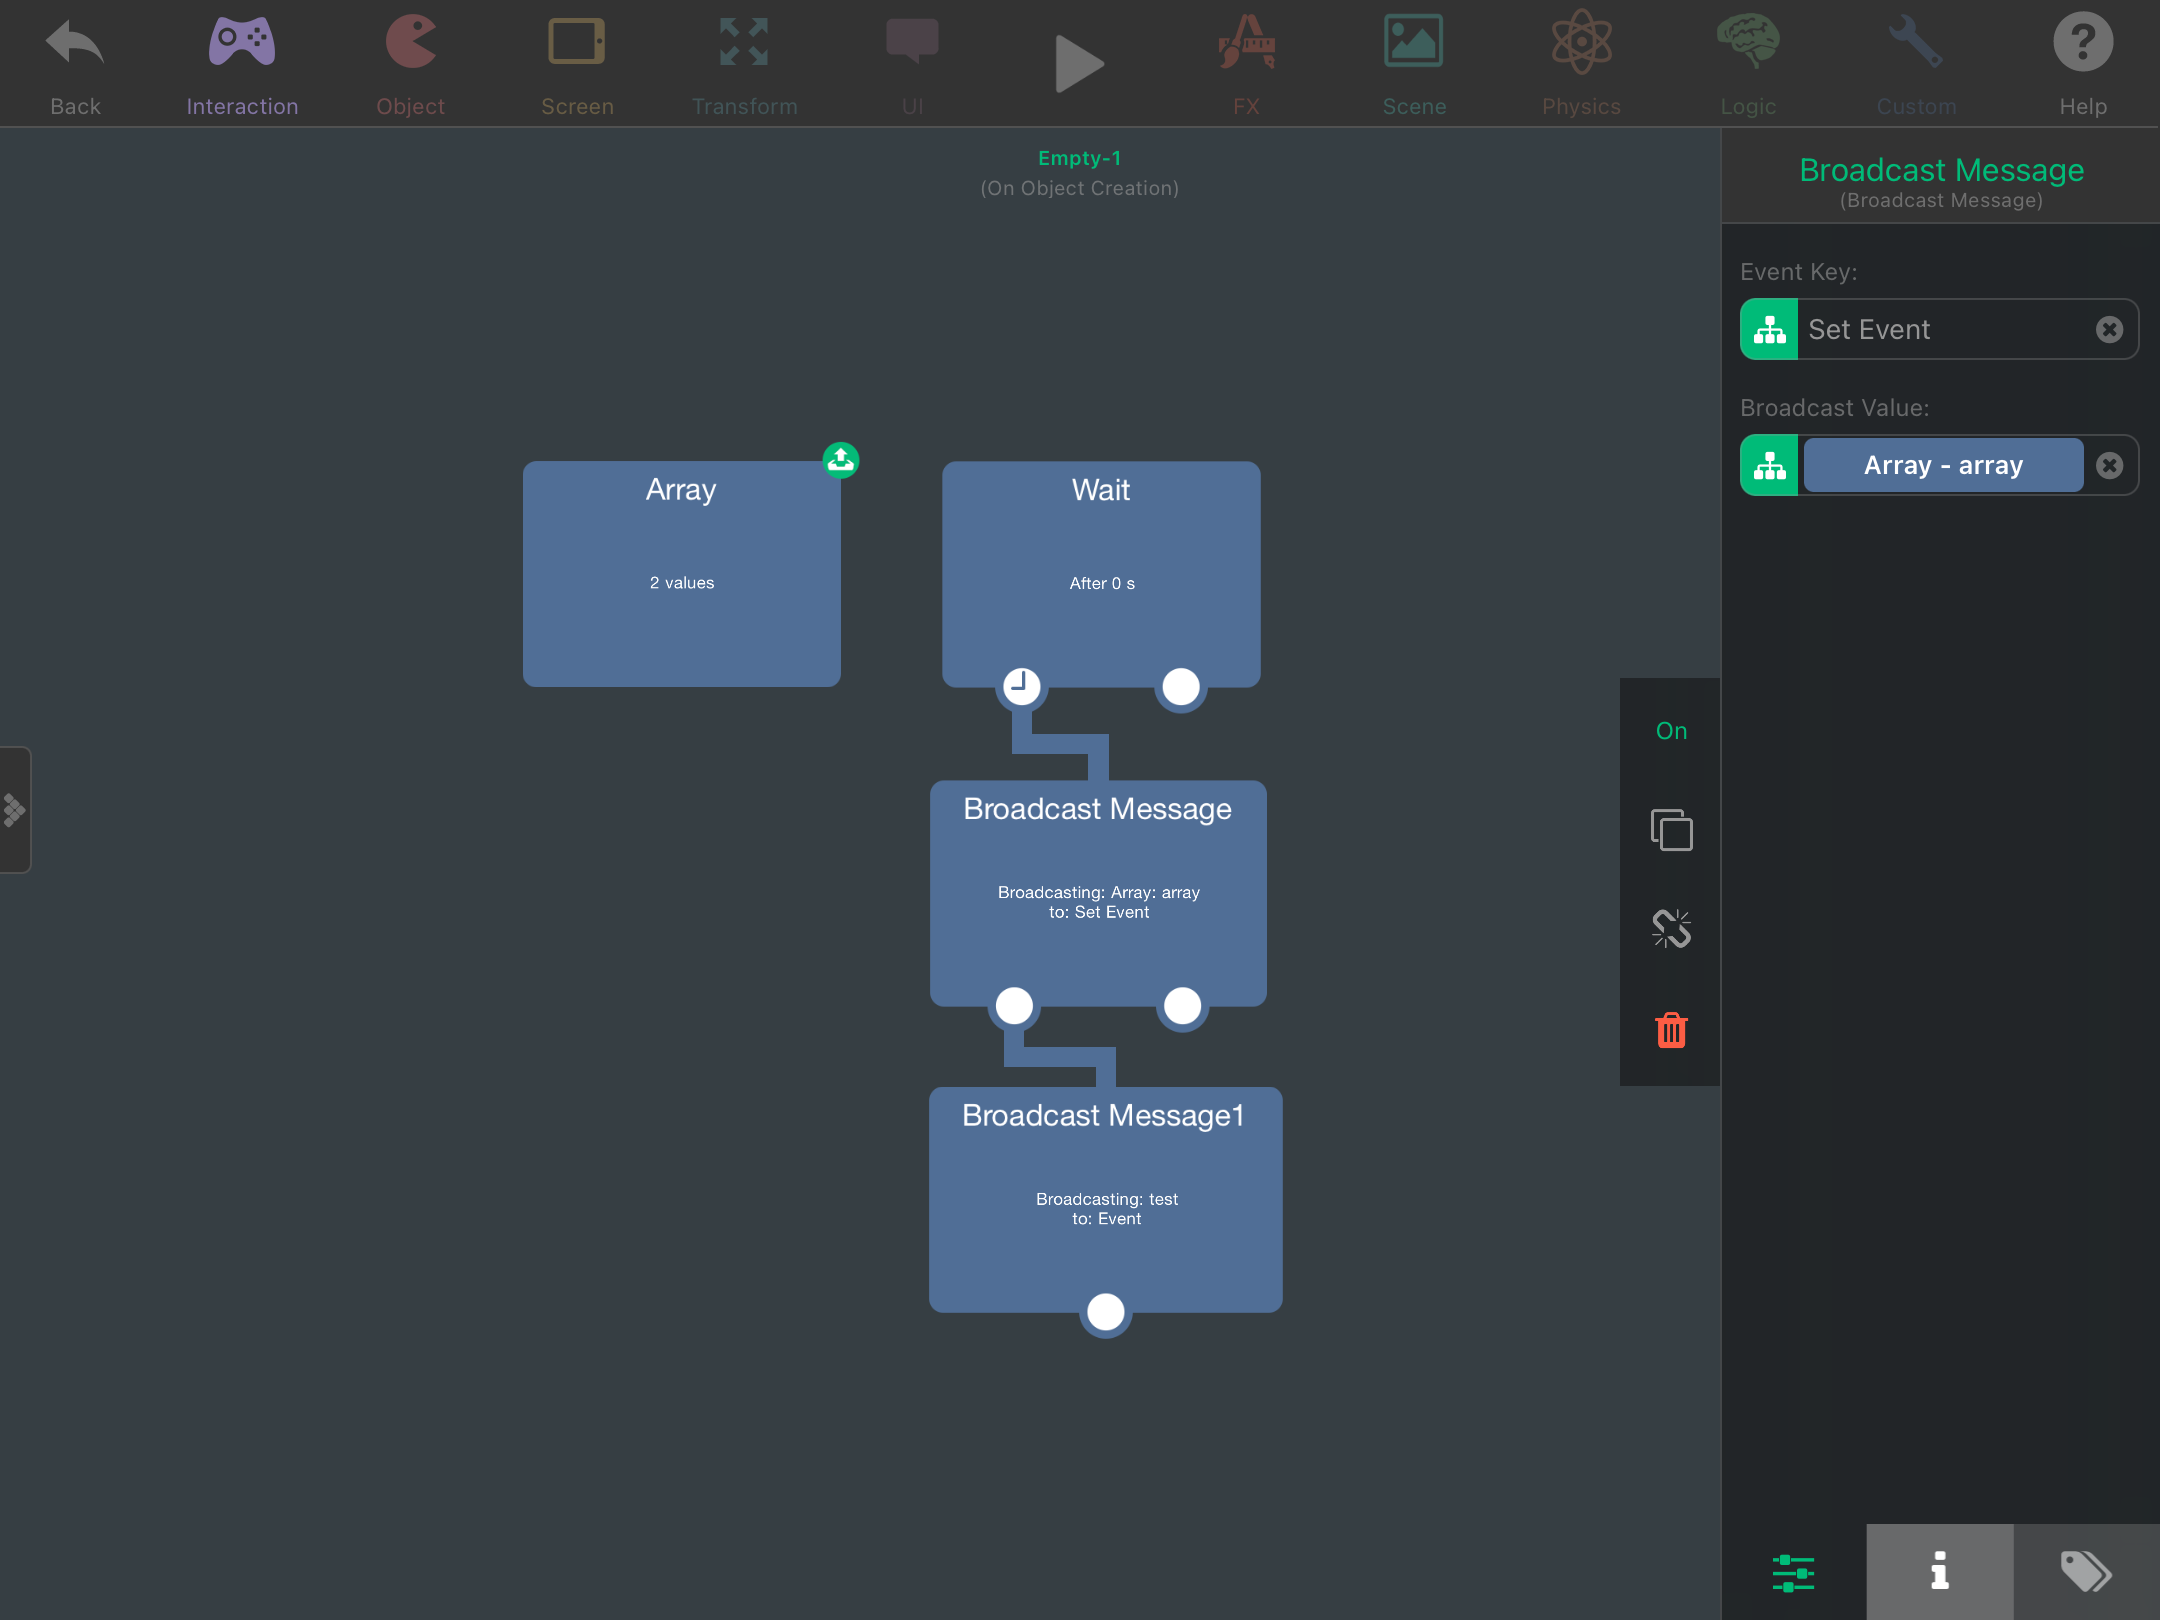 Back
Interaction
Object
Screen
Transform
UI
FX
Scene
Physics
Logic
Custom
Help
Empty-1
(On Object Creation)
Broadcast Message
(Broadcast Message)
Event Key:
Set Event
Broadcast Value:
Array - array
Array
2 values
Wait
After 0 s
Broadcast Message
Broadcasting: Array: array
to: Set Event
Broadcast Message1
Broadcasting: test
to: Event
On